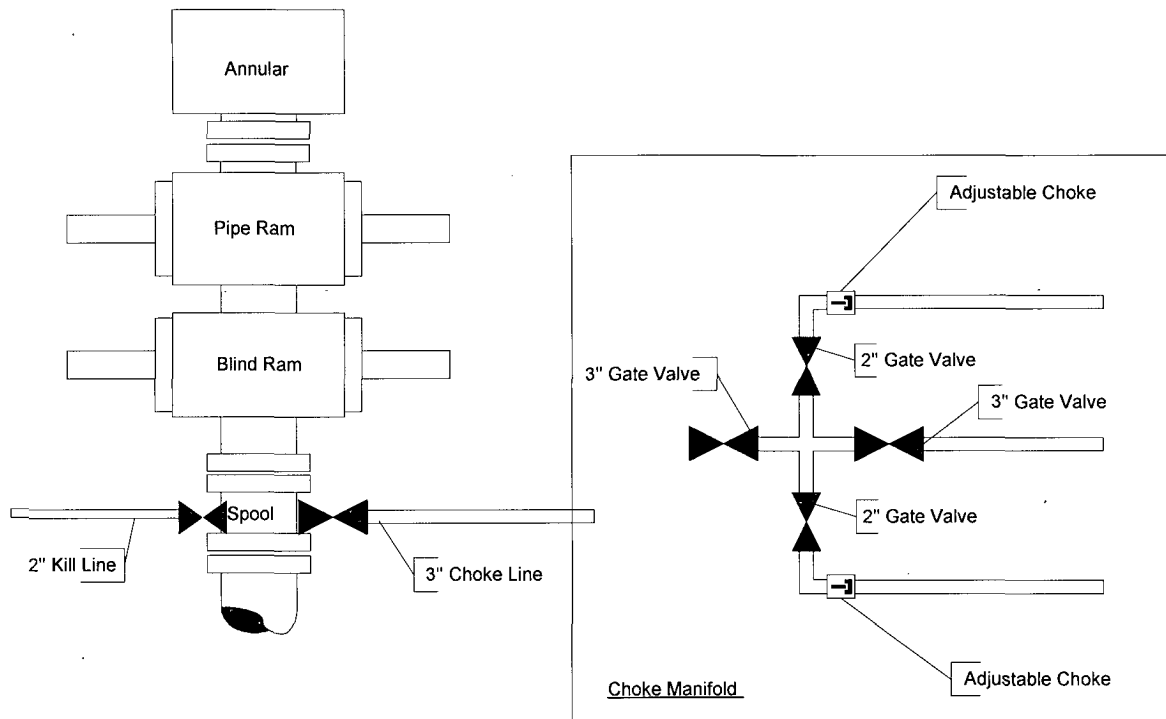 Annular
Pipe Ram
Blind Ram
Spool
2" Kill Line
3" Choke Line
Adjustable Choke
2" Gate Valve
3" Gate Valve
3" Gate Valve
2" Gate Valve
Adjustable Choke
Choke Manifold